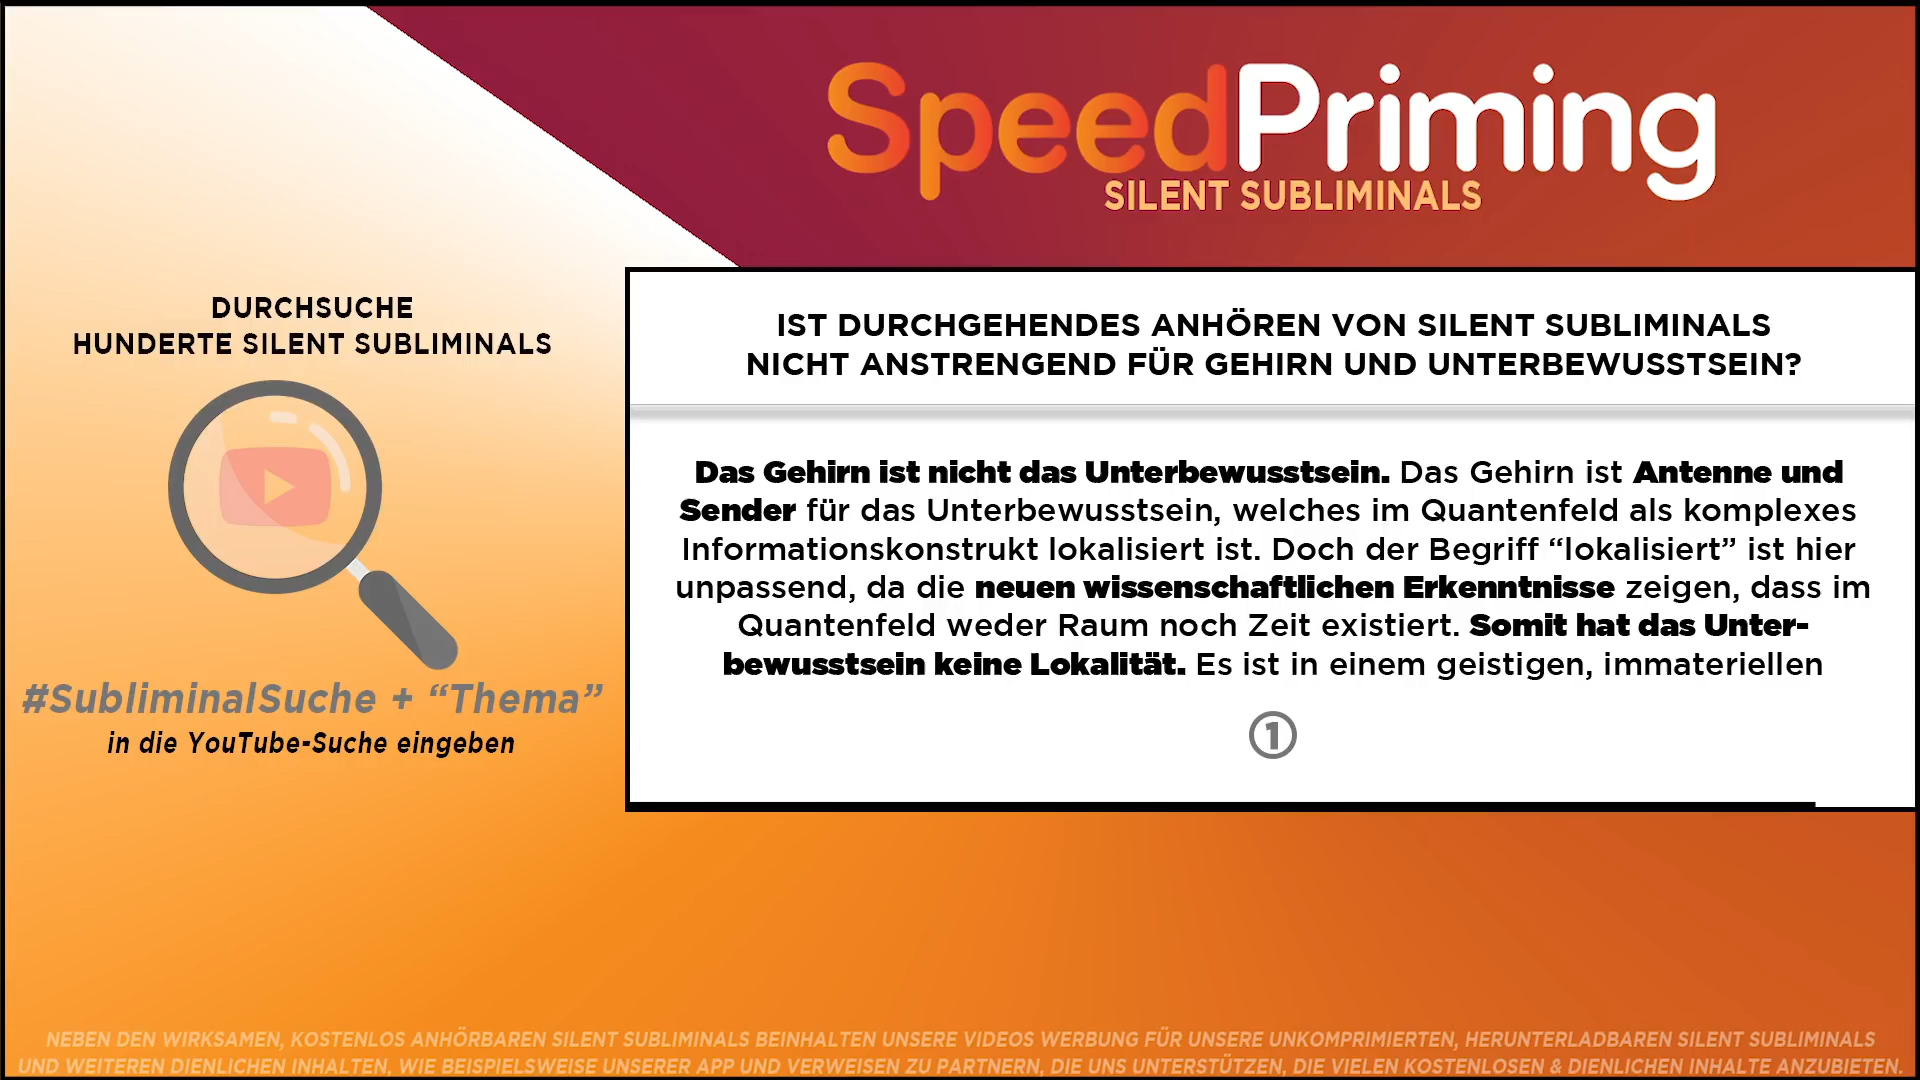 SpeedPriming
SILENT SUBLIMINALS
DURCHSUCHE
HUNDERTE SILENT SUBLIMINALS
#SubliminalSuche + “Thema”
in die YouTube-Suche eingeben
IST DURCHGEHENDES ANHÖREN VON SILENT SUBLIMINALS
NICHT ANSTRENGEND FÜR GEHIRN UND UNTERBEWUSSTSEIN?
Das Gehirn ist nicht das Unterbewusstsein. Das Gehirn ist Antenne und
Sender für das Unterbewusstsein, welches im Quantenfeld als komplexes
Informationskonstrukt lokalisiert ist. Doch der Begriff “lokalisiert” ist hier
unpassend, da die neuen wissenschaftlichen Erkenntnisse zeigen, dass im
Quantenfeld weder Raum noch Zeit existiert. Somit hat das Unter-
bewusstsein keine Lokalität. Es ist in einem geistigen, immateriellen
①
NEBEN DEN WIRKSAMEN, KOSTENLOS ANHÖRBAREN SILENT SUBLIMINALS BEINHALTEN UNSERE VIDEOS WERBUNG FÜR UNSERE UNKOMPRIMIERTEN, HERUNTERLADBAREN SILENT SUBLIMINALS
UND WEITEREN DIENLICHEN INHALTEN, WIE BEISPIELSWEISE UNSERER APP UND VERWEISEN ZU PARTNERN, DIE UNS UNTERSTÜTZEN, DIE VIELEN KOSTENLOSEN & DIENLICHEN INHALTE ANZUBIETEN.